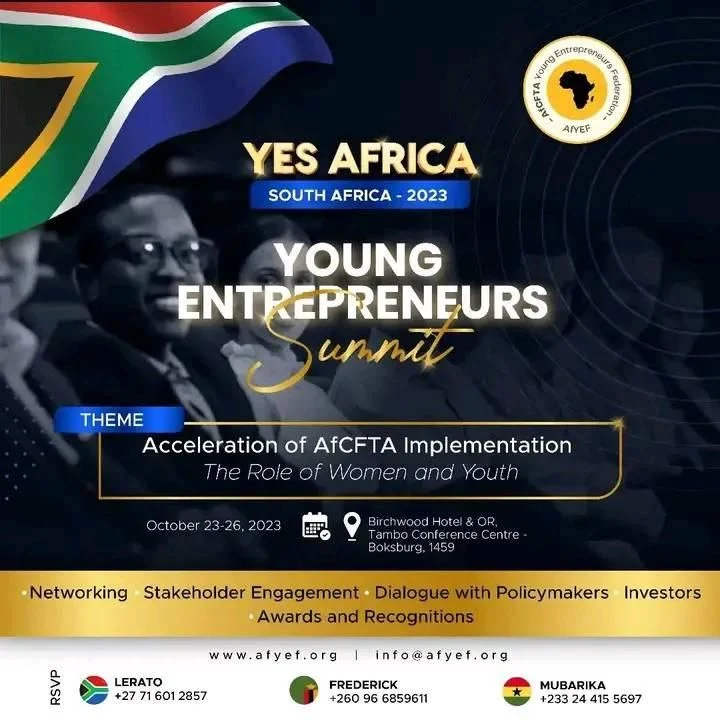 AfCFTA Young Entrepreneurs Federation
AfYEF
YES AFRICA
SOUTH AFRICA - 2023
YOUNG
ENTREPRENEURS
Summit
THEME
Acceleration of AfCFTA Implementation
The Role of Women and Youth
October 23-26, 2023
Birchwood Hotel & OR,
Tambo Conference Centre -
Boksburg, 1459
• Networking • Stakeholder Engagement • Dialogue with Policymakers • Investors
• Awards and Recognitions
www.afyef.org | info@afyef.org
RSVP
LERATO
+27 71 601 2857
FREDERICK
+260 96 6859611
MUBARIKA
+233 24 415 5697